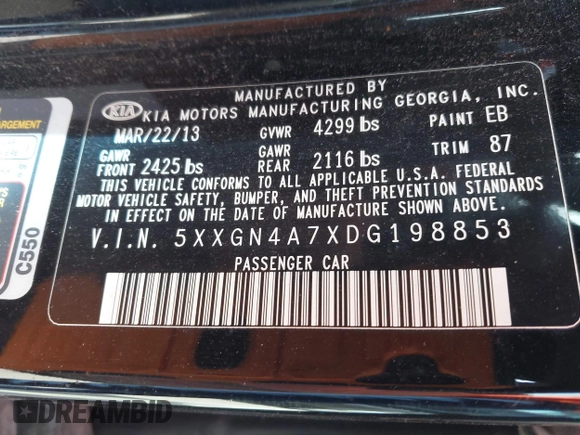 MANUFACTURED BY
KIA KIA MOTORS MANUFACTURING GEORGIA, INC.
MAR/22/13 GVWR 4299 lbs PAINT EB
GAWR FRONT 2425 lbs GAWR REAR 2116 lbs TRIM 87
THIS VEHICLE CONFORMS TO ALL APPLICABLE U.S.A. FEDERAL
MOTOR VEHICLE SAFETY, BUMPER, AND THEFT PREVENTION STANDARDS
IN EFFECT ON THE DATE OF MANUFACTURE SHOWN ABOVE.
V.I.N. 5XXGN4A7XDG198853
PASSENGER CAR
C550
DREAMBID